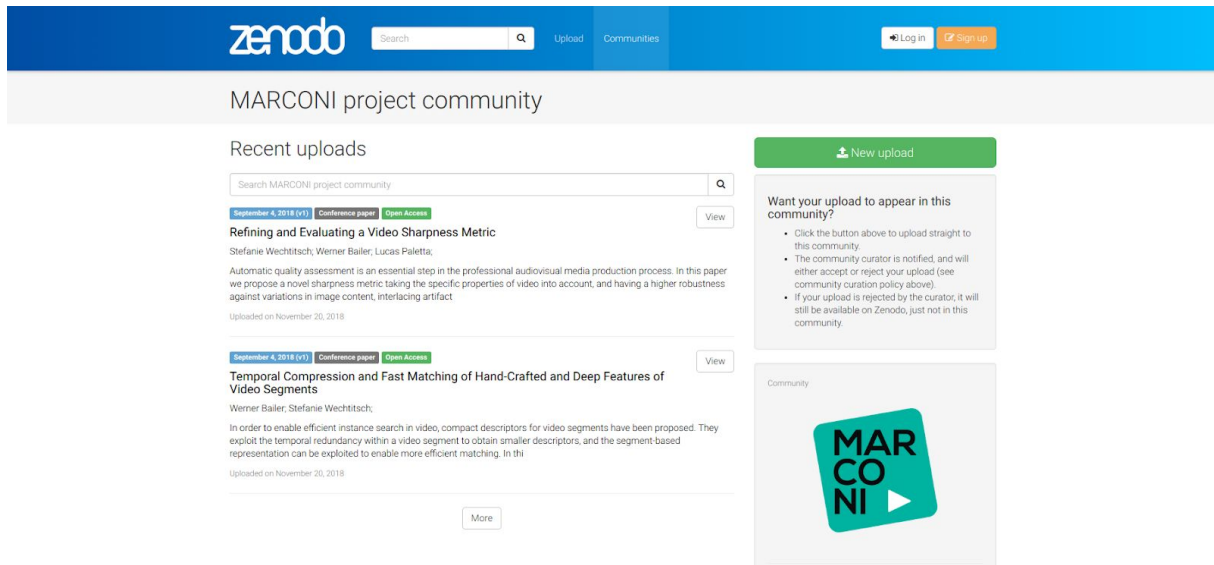 zenodo
Search
Upload
Communities
Log in
Sign up
MARCONI project community
Recent uploads
Search MARCONI project community
September 4, 2018 (v1) Conference paper Open Access
View
Refining and Evaluating a Video Sharpness Metric
Stefanie Wechtitsch; Werner Bailer; Lucas Paletta;
Automatic quality assessment is an essential step in the professional audiovisual media production process. In this paper
we propose a novel sharpness metric taking the specific properties of video into account, and having a higher robustness
against variations in image content, interlacing artifact
Uploaded on November 20, 2018
September 4, 2018 (v1) Conference paper Open Access
View
Temporal Compression and Fast Matching of Hand-Crafted and Deep Features of
Video Segments
Werner Bailer; Stefanie Wechtitsch;
In order to enable efficient instance search in video, compact descriptors for video segments have been proposed. They
exploit the temporal redundancy within a video segment to obtain smaller descriptors, and the segment-based
representation can be exploited to enable more efficient matching. In thi
Uploaded on November 20, 2018
More
New upload
Want your upload to appear in this
community?
• Click the button above to upload straight to
this community.
• The community curator is notified, and will
either accept or reject your upload (see
community curation policy above).
• If your upload is rejected by the curator, it will
still be available on Zenodo, just not in this
community.
Community
MAR
CO
NI